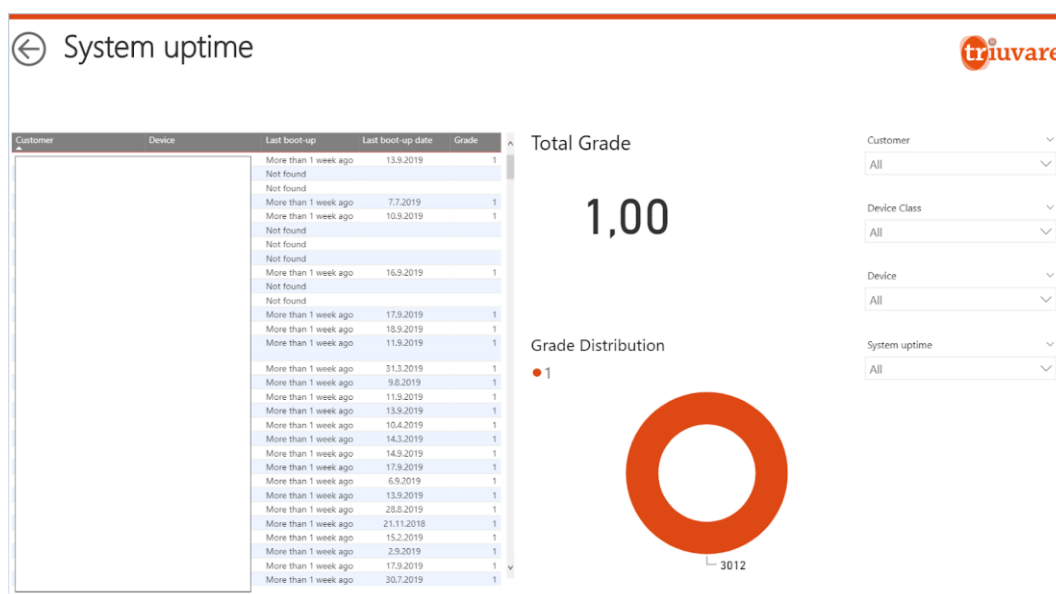 System uptime
triuvare
Customer Device Last boot-up Last boot-up date Grade
More than 1 week ago 13.9.2019 1
Not found
Not found
More than 1 week ago 7.7.2019 1
More than 1 week ago 10.9.2019 1
Not found
Not found
Not found
More than 1 week ago 16.9.2019 1
Not found
Not found
More than 1 week ago 17.9.2019 1
More than 1 week ago 18.9.2019 1
More than 1 week ago 11.9.2019 1
More than 1 week ago 31.3.2019 1
More than 1 week ago 9.8.2019 1
More than 1 week ago 11.9.2019 1
More than 1 week ago 13.9.2019 1
More than 1 week ago 10.4.2019 1
More than 1 week ago 14.3.2019 1
More than 1 week ago 14.9.2019 1
More than 1 week ago 17.9.2019 1
More than 1 week ago 6.9.2019 1
More than 1 week ago 13.9.2019 1
More than 1 week ago 28.8.2019 1
More than 1 week ago 21.11.2018 1
More than 1 week ago 15.2.2019 1
More than 1 week ago 2.9.2019 1
More than 1 week ago 17.9.2019 1
More than 1 week ago 30.7.2019 1
Total Grade
1,00
Grade Distribution
1
3012
Customer
All
Device Class
All
Device
All
System uptime
All